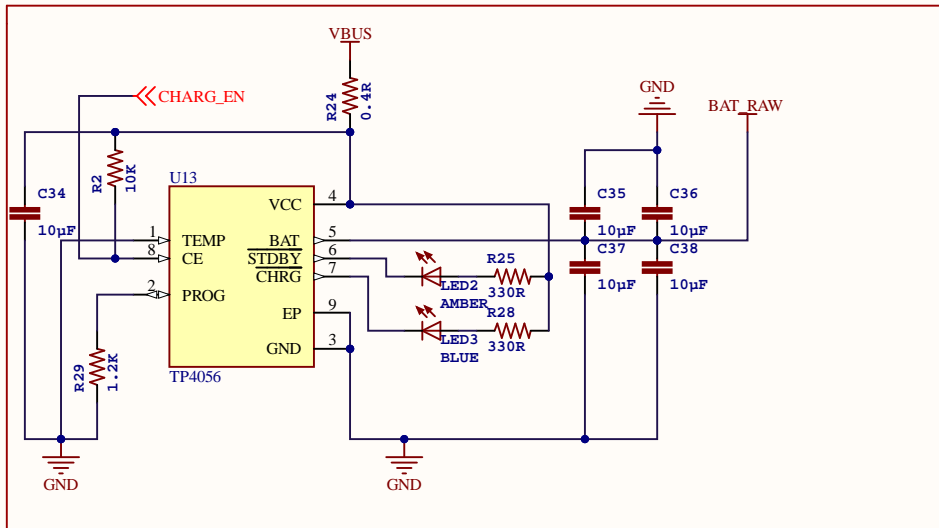 VBUS
R24
0.4R
GND
CHARG_EN
BAT_RAW
R2
10K
U13
C34
10µF
4
VCC
C35
10µF
C36
10µF
1
TEMP
BAT
5
8
CE
STDBY
6
CHRG
7
R25
330R
LED2
AMBER
C37
10µF
C38
10µF
2
PROG
EP
9
R28
330R
LED3
BLUE
GND
3
R29
1.2K
TP4056
GND
GND